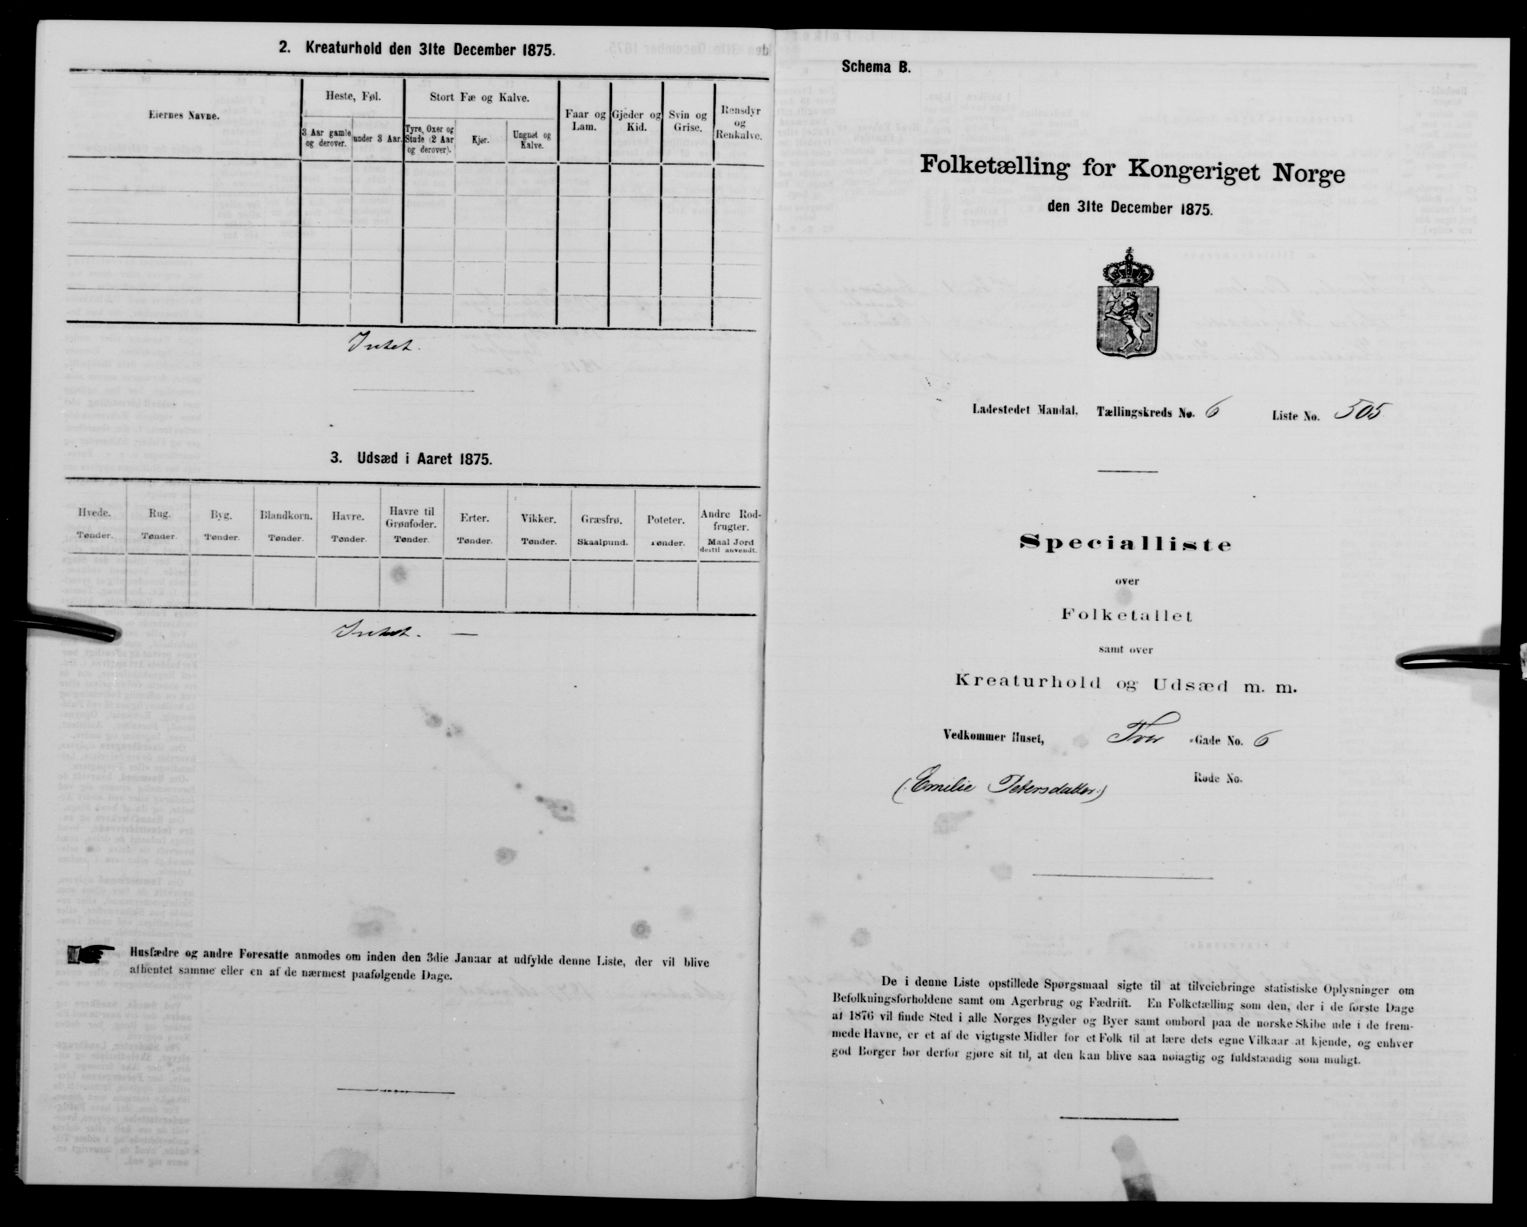 2. Kreaturhold den 31te December 1875.
Eiernes Navne.
Heste, Føl.
Stort Fæ og Kalve.
Faar og
Lam.
Gjeder og
Kid.
Svin og
Grise.
Rensdyr
og
Renkalve.
3 Aar gamle
og derover.
under 3 Aar.
Tyre, Oxer og
Stude (2 Aar
og derover).
Kjør.
Ungnøt og
Kalve.
Intet.
3. Udsæd i Aaret 1875.
Hvede.
Rug.
Byg.
Blandkorn.
Havre.
Havre til
Grønfoder.
Erter.
Vikker.
Græsfrø.
Poteter.
Andre Rod-
frugter.
Tønder.
Tønder.
Tønder.
Tønder.
Tønder.
Tønder.
Tønder.
Tønder.
Skaalpund.
Tønder.
Maal Jord
dertil anvendt.
Intet. —
Husfædre og andre Foresatte anmodes om inden den 3die Januar at udfylde denne Liste, der vil blive
afhentet samme eller en af de nærmest paafølgende Dage.
Schema B.
Folketælling for Kongeriget Norge
den 31te December 1875.
Ladestedet Mandal. Tællingskreds No. 6 Liste No. 505
Specialliste
over
Folketallet
samt over
Kreaturhold og Udsæd m. m.
Vedkommer Huset, Tver -Gade No. 6
(Emilie Petersdatter.) Rode No.
De i denne Liste opstillede Spørgsmaal sigte til at tilveiebringe statistiske Oplysninger om
Befolkningsforholdene samt om Agerbrug og Fædrift. En Folketælling som den, der i de første Dage
af 1876 vil finde Sted i alle Norges Bygder og Byer samt ombord paa de norske Skibe ude i de frem-
mede Havne, er et af de vigtigste Midler for et Folk til at lære dets egne Vilkaar at kjende, og enhver
god Borger bør derfor gjøre sit til, at den kan blive saa nøiagtig og fuldstændig som muligt.